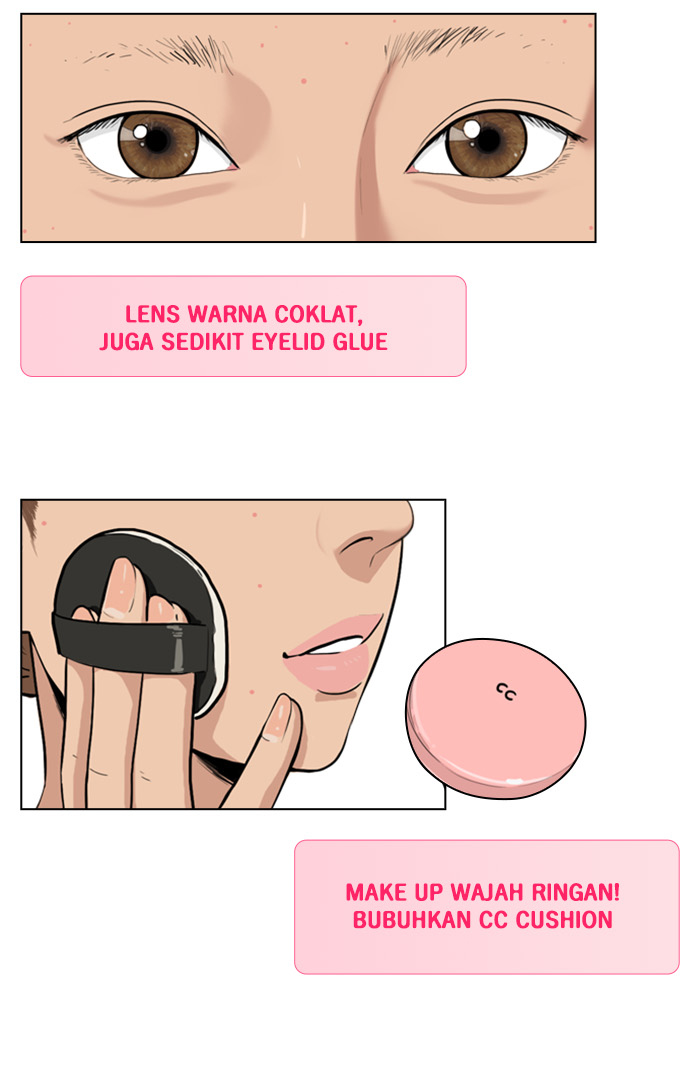 LENS WARNA COKLAT,
JUGA SEDIKIT EYELID GLUE
CC
MAKE UP WAJAH RINGAN!
BUBUHKAN CC CUSHION